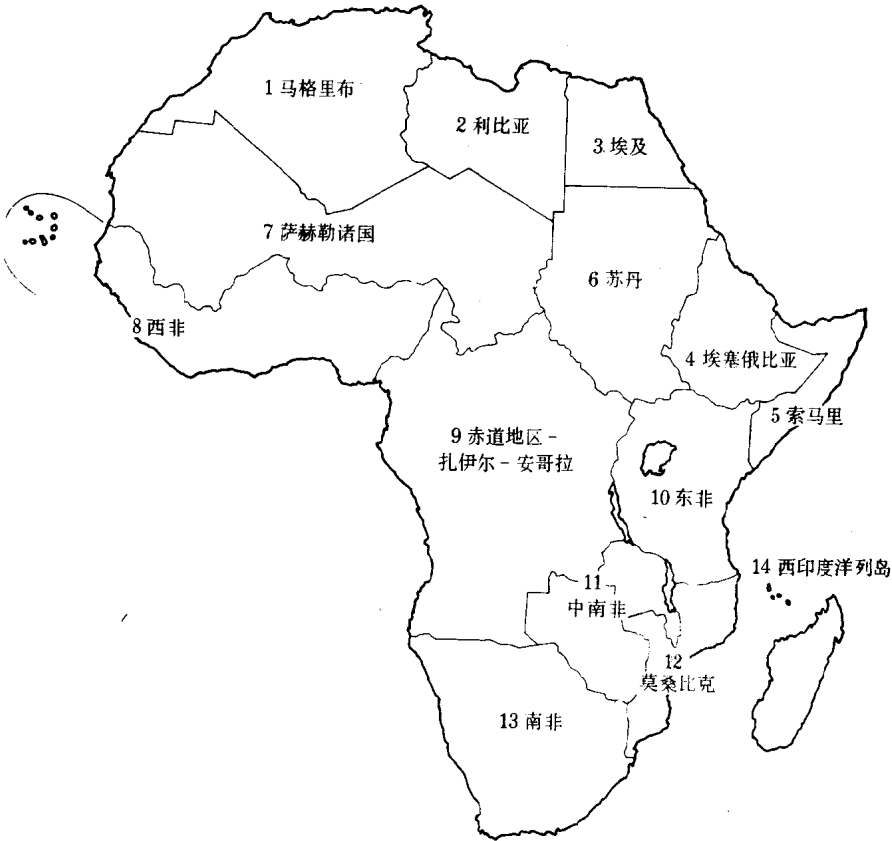 1 马格里布
2 利比亚
3 埃及
7 萨赫勒诸国
6 苏丹
8 西非
4 埃塞俄比亚
5 索马里
9 赤道地区-
扎伊尔-安哥拉
10 东非
14 西印度洋列岛
11
中南非
12
莫桑比克
13 南非